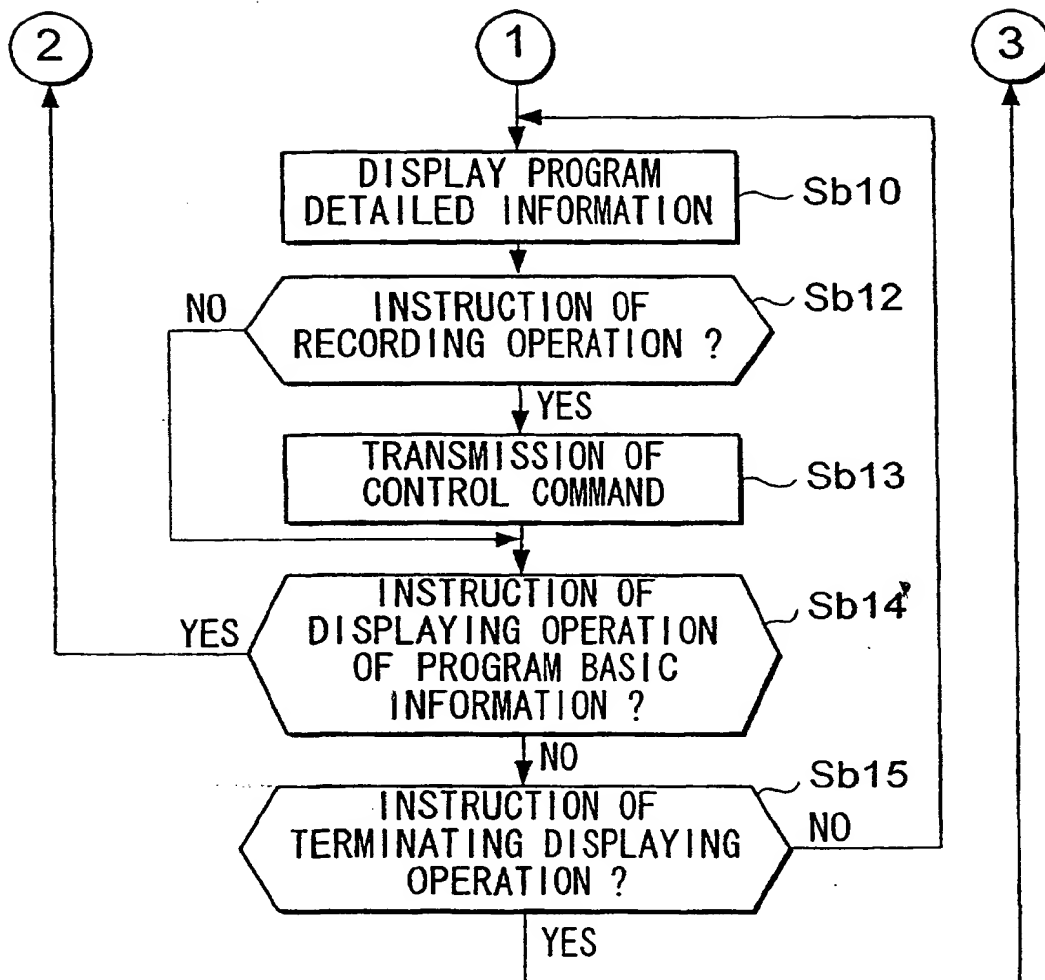 2
1
3
DISPLAY PROGRAM
DETAILED INFORMATION
Sb10
INSTRUCTION OF
RECORDING OPERATION ?
Sb12
NO
YES
TRANSMISSION OF
CONTROL COMMAND
Sb13
INSTRUCTION OF
DISPLAYING OPERATION
OF PROGRAM BASIC
INFORMATION ?
Sb14
YES
NO
INSTRUCTION OF
TERMINATING DISPLAYING
OPERATION ?
Sb15
NO
YES